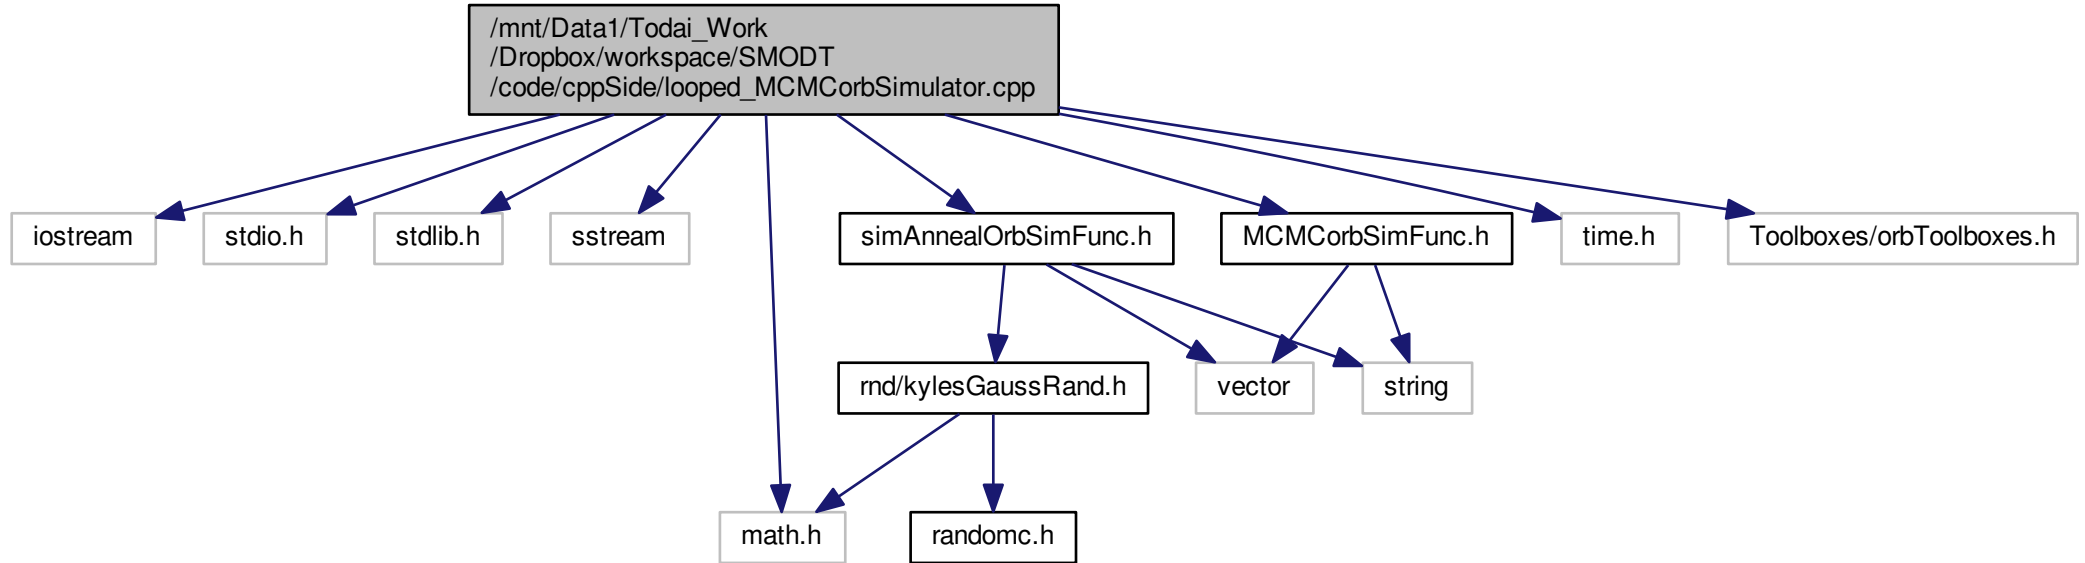 /mnt/Data1/Todai_Work
/Dropbox/workspace/SMODT
/code/cppSide/looped_MCMCorbSimulator.cpp
iostream
stdio.h
stdlib.h
sstream
simAnnealOrbSimFunc.h
MCMCorbSimFunc.h
time.h
Toolboxes/orbToolboxes.h
rnd/kylesGaussRand.h
vector
string
math.h
randomc.h